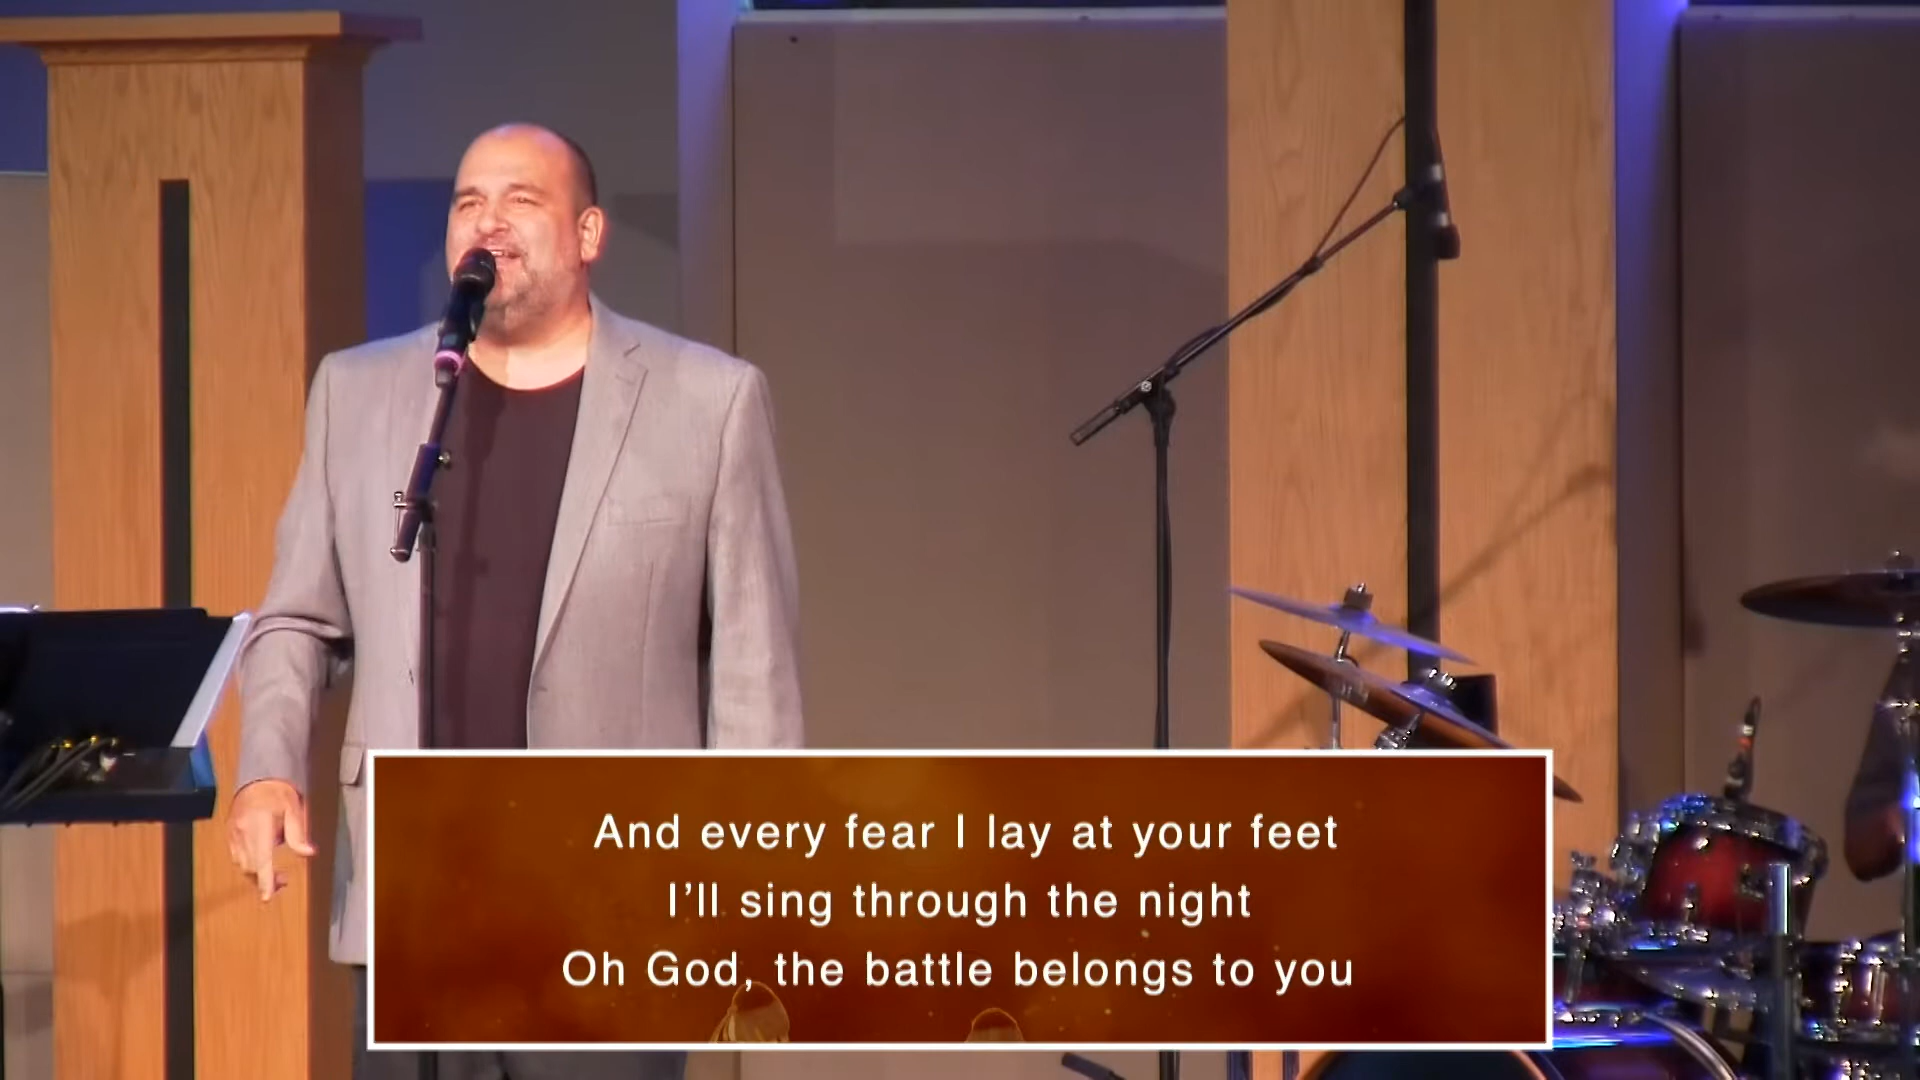 And every fear I lay at your feet
I’ll sing through the night
Oh God, the battle belongs to you